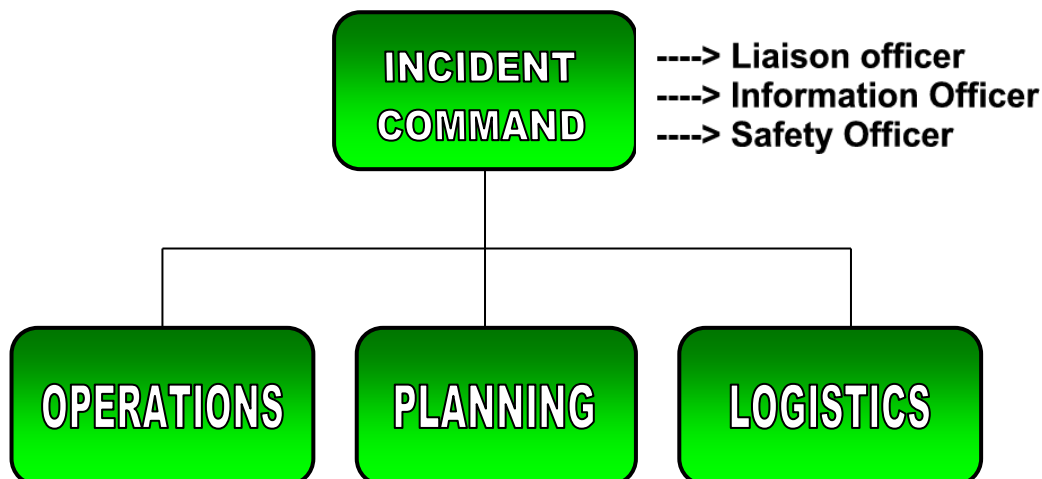 INCIDENT
COMMAND
----> Liaison officer
----> Information Officer
----> Safety Officer
OPERATIONS
PLANNING
LOGISTICS